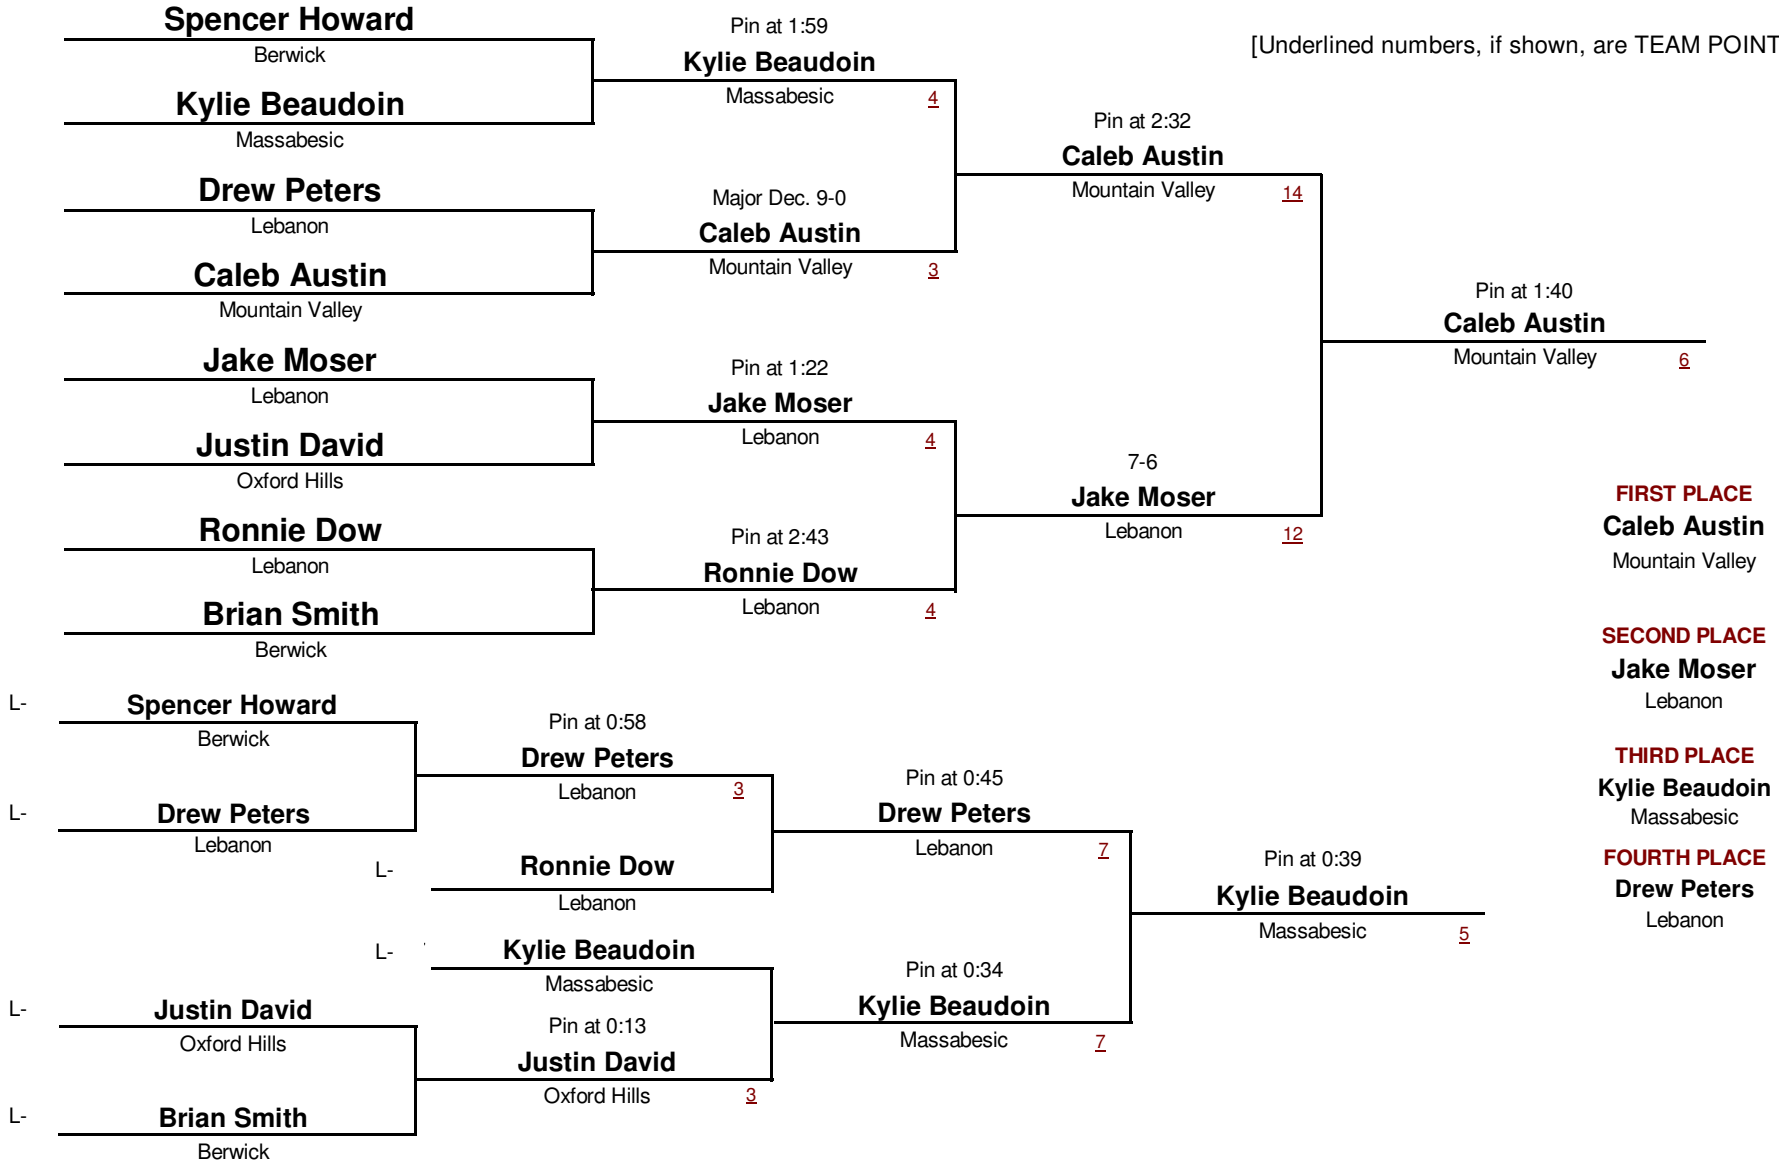 Spencer Howard
Berwick
Kylie Beaudoin
Massabesic
Drew Peters
Lebanon
Caleb Austin
Mountain Valley
Jake Moser
Lebanon
Justin David
Oxford Hills
Ronnie Dow
Lebanon
Brian Smith
Berwick
Pin at 1:59
Kylie Beaudoin
Massabesic 4
Major Dec. 9-0
Caleb Austin
Mountain Valley 3
Pin at 1:22
Jake Moser
Lebanon 4
Pin at 2:43
Ronnie Dow
Lebanon 4
[Underlined numbers, if shown, are TEAM POINT
Pin at 2:32
Caleb Austin
Mountain Valley 14
7-6
Jake Moser
Lebanon 12
Pin at 1:40
Caleb Austin
Mountain Valley 6
FIRST PLACE
Caleb Austin
Mountain Valley
SECOND PLACE
Jake Moser
Lebanon
THIRD PLACE
Kylie Beaudoin
Massabesic
FOURTH PLACE
Drew Peters
Lebanon
L- Spencer Howard
Berwick
L- Drew Peters
Lebanon
L- Justin David
Oxford Hills
L- Brian Smith
Berwick
Pin at 0:58
Drew Peters
Lebanon 3
L- Ronnie Dow
Lebanon
L- Kylie Beaudoin
Massabesic
Pin at 0:13
Justin David
Oxford Hills 3
Pin at 0:45
Drew Peters
Lebanon 7
Pin at 0:34
Kylie Beaudoin
Massabesic 7
Pin at 0:39
Kylie Beaudoin
Massabesic 5